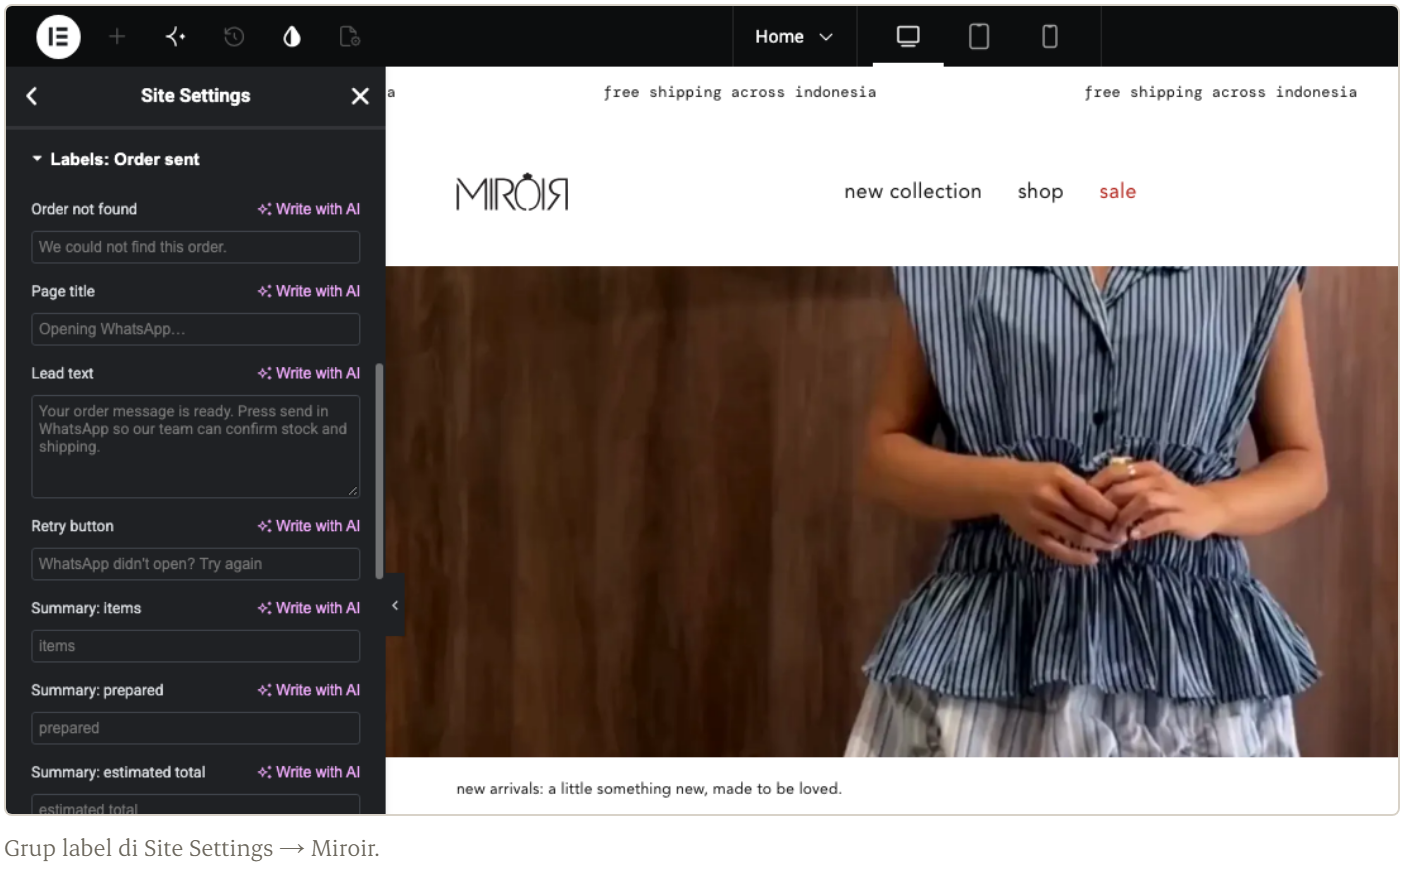 Home
Site Settings
a
free shipping across indonesia
free shipping across indonesia
Labels: Order sent
Order not found
Write with AI
We could not find this order.
Page title
Write with AI
Opening WhatsApp...
Lead text
Write with AI
Your order message is ready. Press send in
WhatsApp so our team can confirm stock and
shipping.
Retry button
Write with AI
WhatsApp didn't open? Try again
Summary: items
Write with AI
items
Summary: prepared
Write with AI
prepared
Summary: estimated total
Write with AI
estimated total
MIROIR
new collection
shop
sale
new arrivals: a little something new, made to be loved.
Grup label di Site Settings → Miroir.